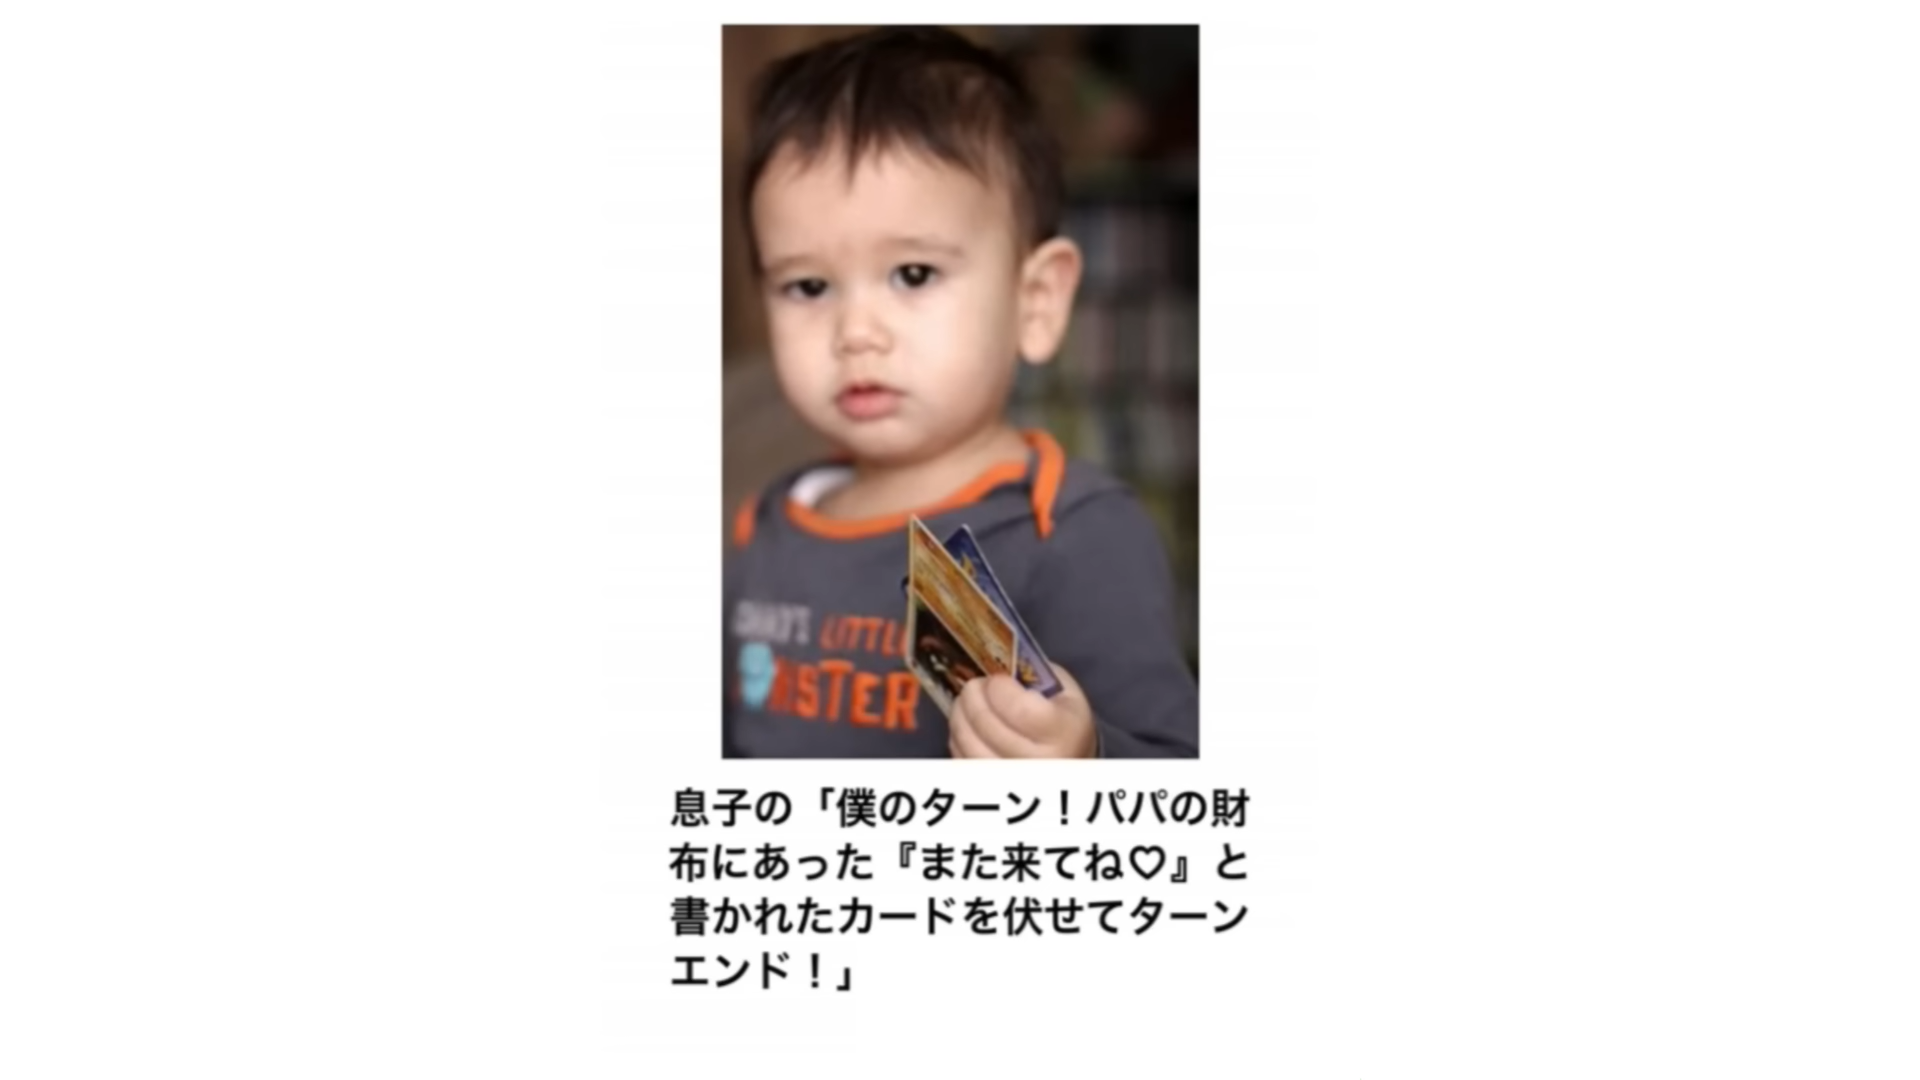 DADDY'S LITTLE
MONSTER
息子の「僕のターン！パパの財
布にあった『また来てね♡』と
書かれたカードを伏せてターン
エンド！」